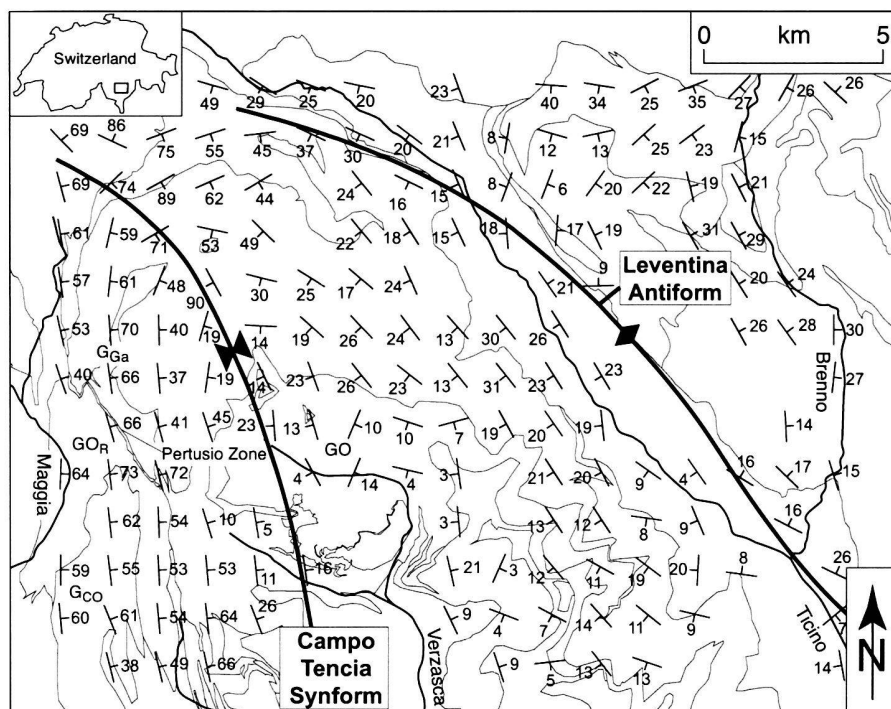 Switzerland
0 km 5
49 29 25 20 23 40 34 25 35 27 26 26
69 86 75 55 45 37 30 20 21 8 12 13 25 23 15
69 74 89 62 44 24 16 15 8 6 20 22 19 21
61 59 71 53 49 22 18 15 18 17 19 31 29
57 61 48 90 30 25 17 24 21 9 20 24
Leventina
Antiform
53 70 40 19 14 19 26 24 13 30 26 26 28 30
G Ga
Brenno
40 66 37 19 14 23 26 23 13 31 23 23 27
66 41 45 23 13 GO 10 10 7 19 20 19 14
GO R
Pertusio Zone
Maggia
64 73 72 4 14 4 3 21 20 9 4 16 17 15
62 54 10 5 3 13 12 8 9 16
59 55 53 53 11 16 21 3 12 11 19 20 8 26
G CO
60 61 54 64 26 9 4 7 14 11 9 7
Campo
Tencia
Synform
Verzasca
Ticino
N
38 49 66 9 5 13 13 14